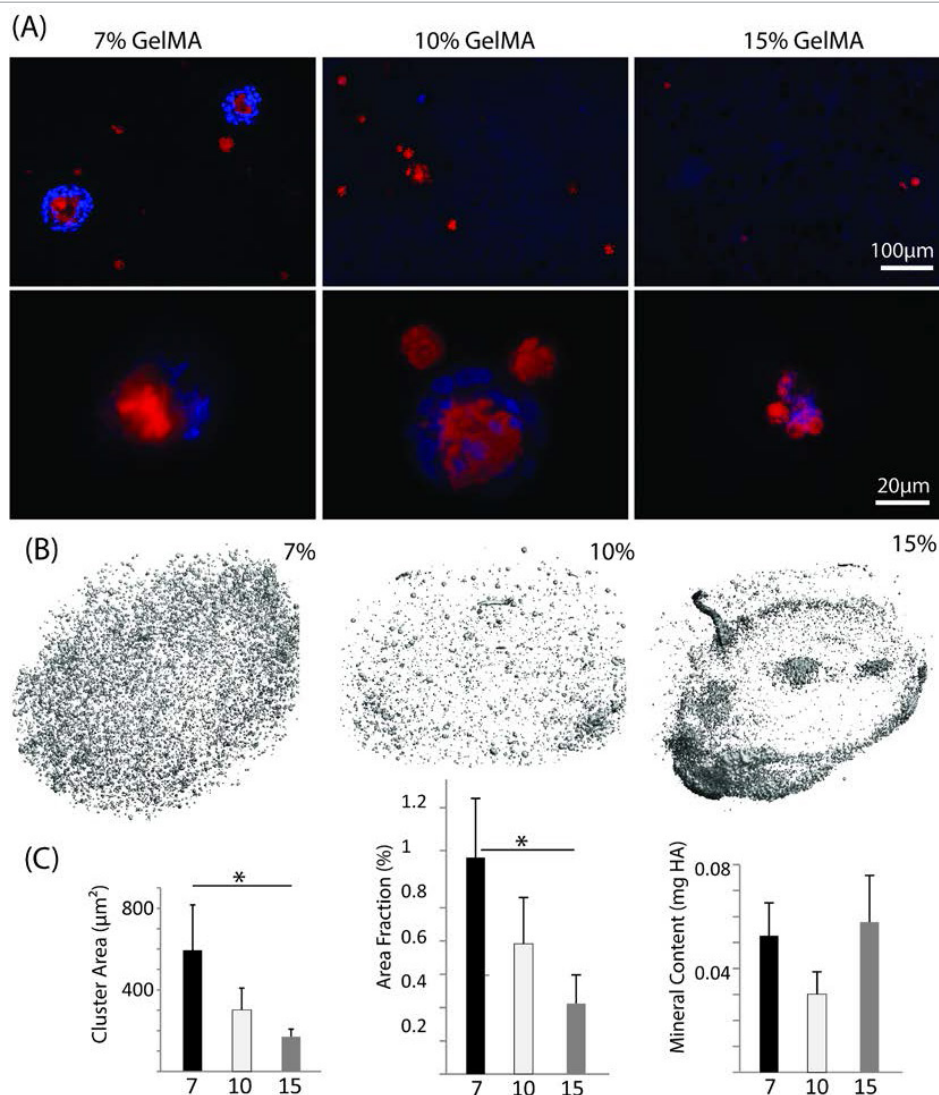 (A)
7% GelMA 10% GelMA 15% GelMA
100µm
20µm
(B)
7% 10% 15%
(C)
Cluster Area (µm²)
800
400
*
7 10 15
Area Fraction (%)
1.2
1
0.8
0.6
0.4
0.2
*
7 10 15
Mineral Content (mg HA)
0.08
0.04
7 10 15